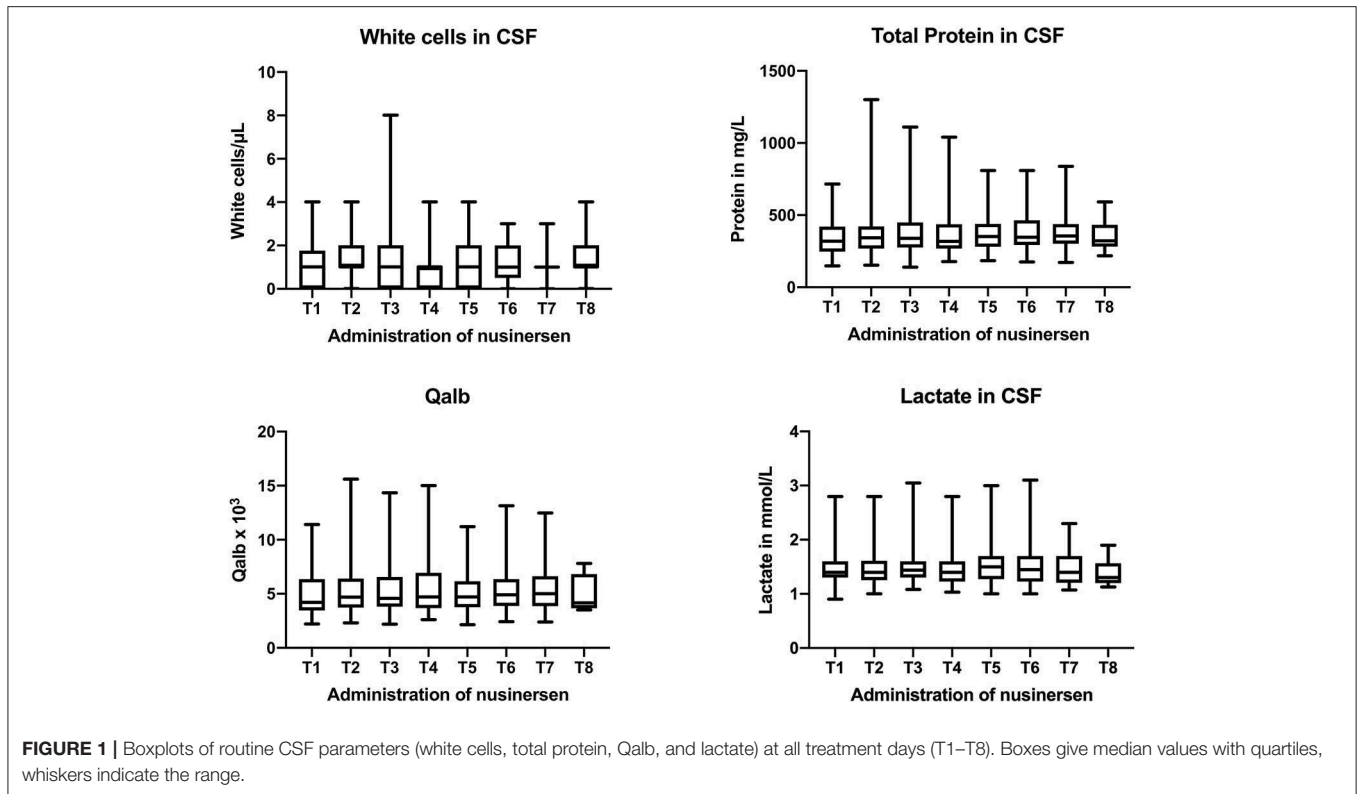 White cells in CSF
10
8
6
4
2
0
White cells/µL
T1 T2 T3 T4 T5 T6 T7 T8
Administration of nusinersen
Total Protein in CSF
1500
1000
500
0
Protein in mg/L
T1 T2 T3 T4 T5 T6 T7 T8
Administration of nusinersen
Qalb
20
15
10
5
0
Qalb x 10³
T1 T2 T3 T4 T5 T6 T7 T8
Administration of nusinersen
Lactate in CSF
4
3
2
1
0
Lactate in mmol/L
T1 T2 T3 T4 T5 T6 T7 T8
Administration of nusinersen
FIGURE 1 | Boxplots of routine CSF parameters (white cells, total protein, Qalb, and lactate) at all treatment days (T1–T8). Boxes give median values with quartiles,
whiskers indicate the range.